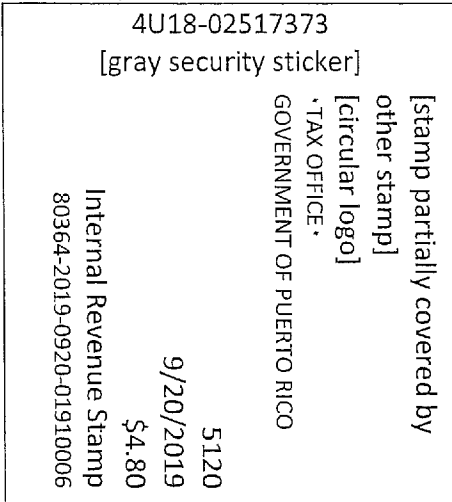 4U18-02517373
[gray security sticker]
[stamp partially covered by
other stamp]
[circular logo]
·TAX OFFICE·
GOVERNMENT OF PUERTO RICO
5120
9/20/2019
$4.80
Internal Revenue Stamp
80364-2019-0920-01910006